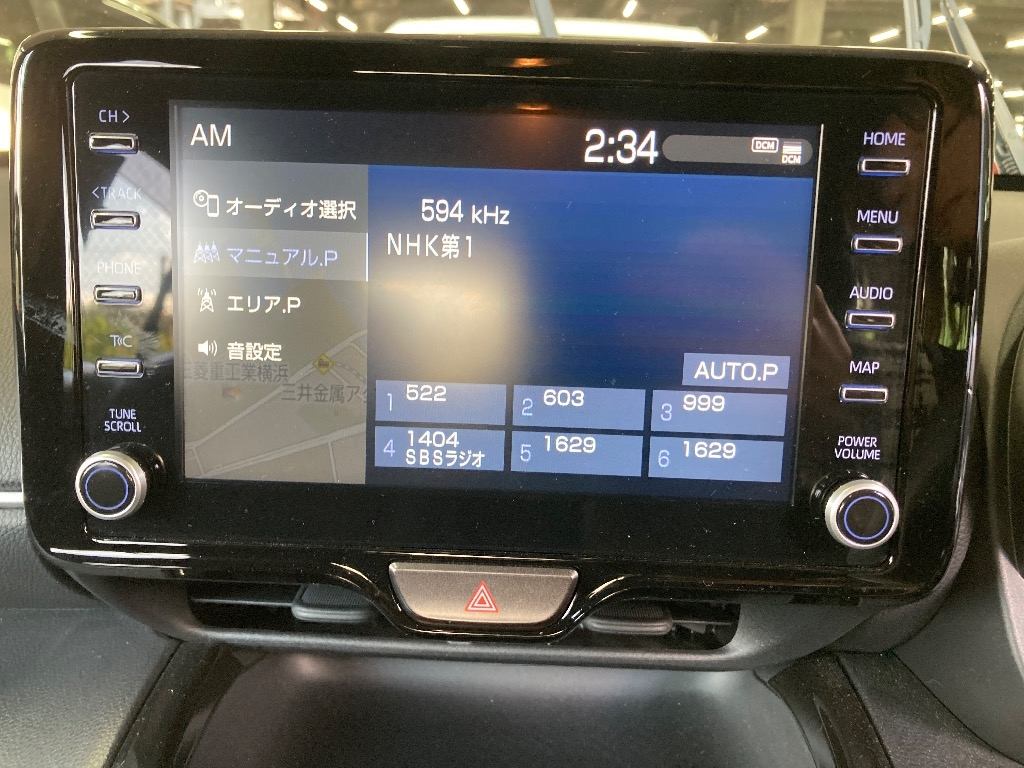 CH >
< TRACK
PHONE
TUNE
SCROLL
AM
2:34
DCM
DCM
オーディオ選択
マニュアル.P
エリア.P
音設定
三菱重工業横浜
三井金属ア
594 kHz
NHK第1
AUTO.P
1 522
2 603
3 999
4 1404
SBSラジオ
5 1629
6 1629
HOME
MENU
AUDIO
MAP
POWER
VOLUME